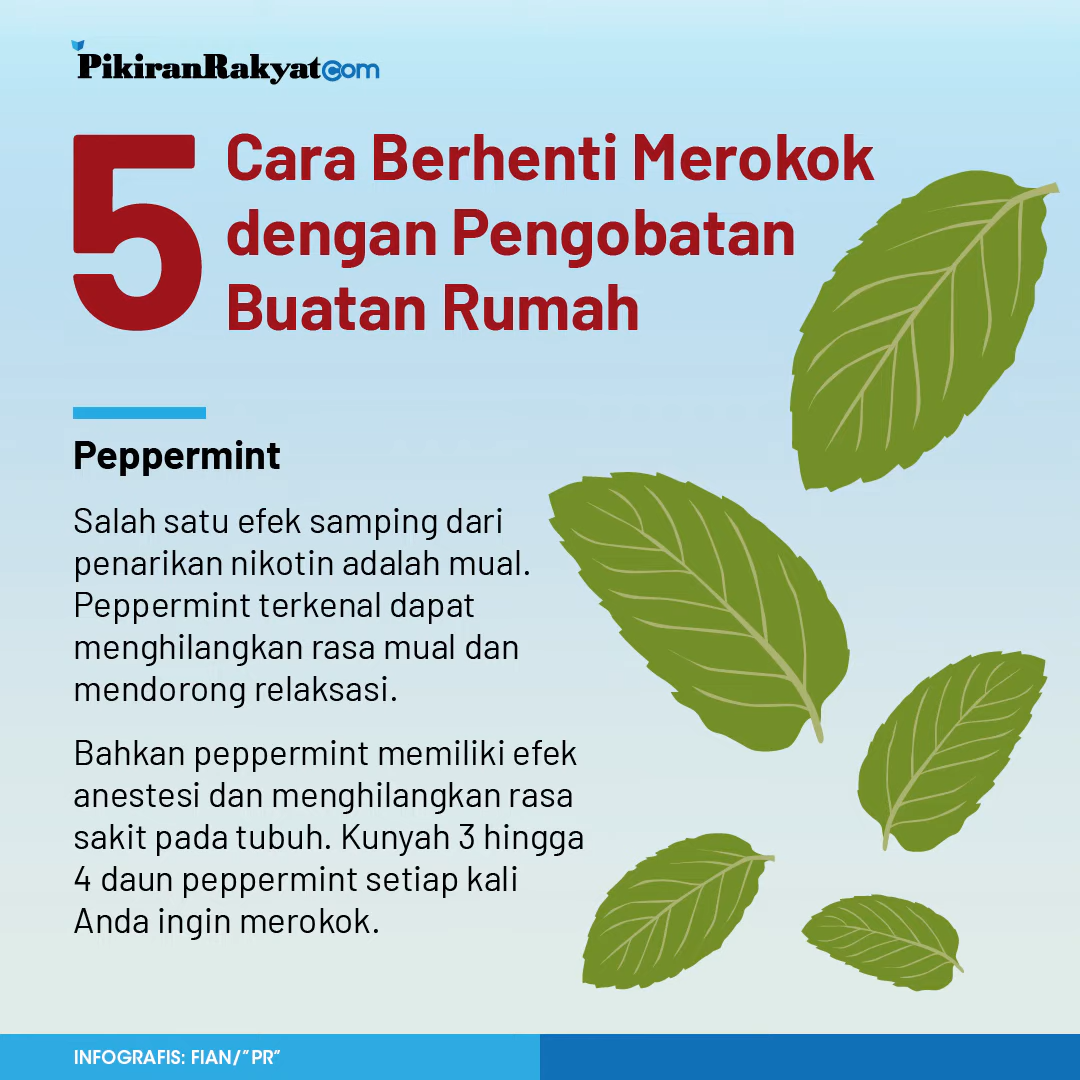 PikiranRakyat.com
5
Cara Berhenti Merokok
dengan Pengobatan
Buatan Rumah
Peppermint
Salah satu efek samping dari
penarikan nikotin adalah mual.
Peppermint terkenal dapat
menghilangkan rasa mual dan
mendorong relaksasi.
Bahkan peppermint memiliki efek
anestesi dan menghilangkan rasa
sakit pada tubuh. Kunyah 3 hingga
4 daun peppermint setiap kali
Anda ingin merokok.
INFOGRAFIS: FIAN/"PR"